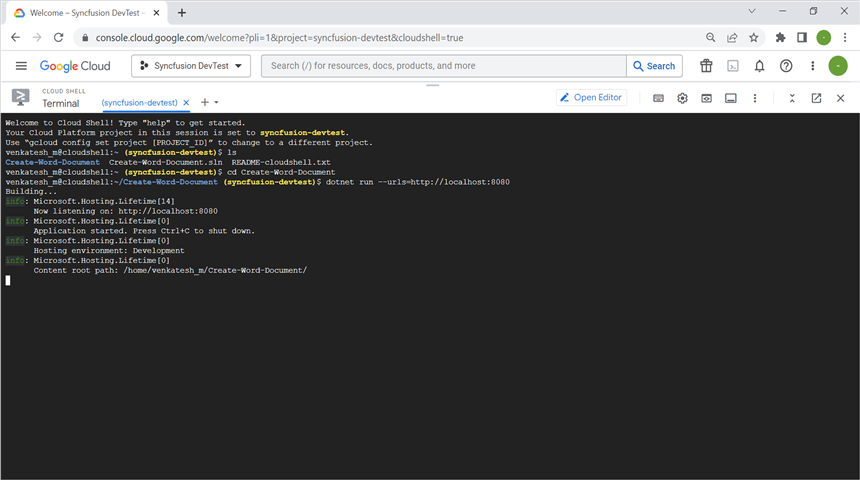 Welcome – Syncfusion DevTest –
console.cloud.google.com/welcome?pli=1&project=syncfusion-devtest&cloudshell=true
Google Cloud
Syncfusion DevTest
Search (/) for resources, docs, products, and more
Search
CLOUD SHELL
Terminal
(syncfusion-devtest)
Open Editor
Welcome to Cloud Shell! Type "help" to get started.
Your Cloud Platform project in this session is set to syncfusion-devtest.
Use “gcloud config set project [PROJECT_ID]” to change to a different project.
venkatesh_m@cloudshell:~ (syncfusion-devtest)$ ls
Create-Word-Document Create-Word-Document.sln README-cloudshell.txt
venkatesh_m@cloudshell:~ (syncfusion-devtest)$ cd Create-Word-Document
venkatesh_m@cloudshell:~/Create-Word-Document (syncfusion-devtest)$ dotnet run --urls=http://localhost:8080
Building...
info: Microsoft.Hosting.Lifetime[14]
Now listening on: http://localhost:8080
info: Microsoft.Hosting.Lifetime[0]
Application started. Press Ctrl+C to shut down.
info: Microsoft.Hosting.Lifetime[0]
Hosting environment: Development
info: Microsoft.Hosting.Lifetime[0]
Content root path: /home/venkatesh_m/Create-Word-Document/